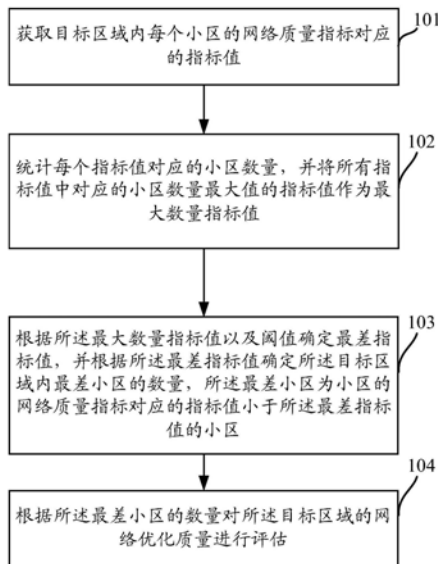 101
获取目标区域内每个小区的网络质量指标对应
的指标值
102
统计每个指标值对应的小区数量，并将所有指
标值中对应的小区数量最大值的指标值作为最
大数量指标值
103
根据所述最大数量指标值以及阈值确定最差指
标值，并根据所述最差指标值确定所述目标区
域内最差小区的数量，所述最差小区为小区的
网络质量指标对应的指标值小于所述最差指标
值的小区
104
根据所述最差小区的数量对所述目标区域的网
络优化质量进行评估